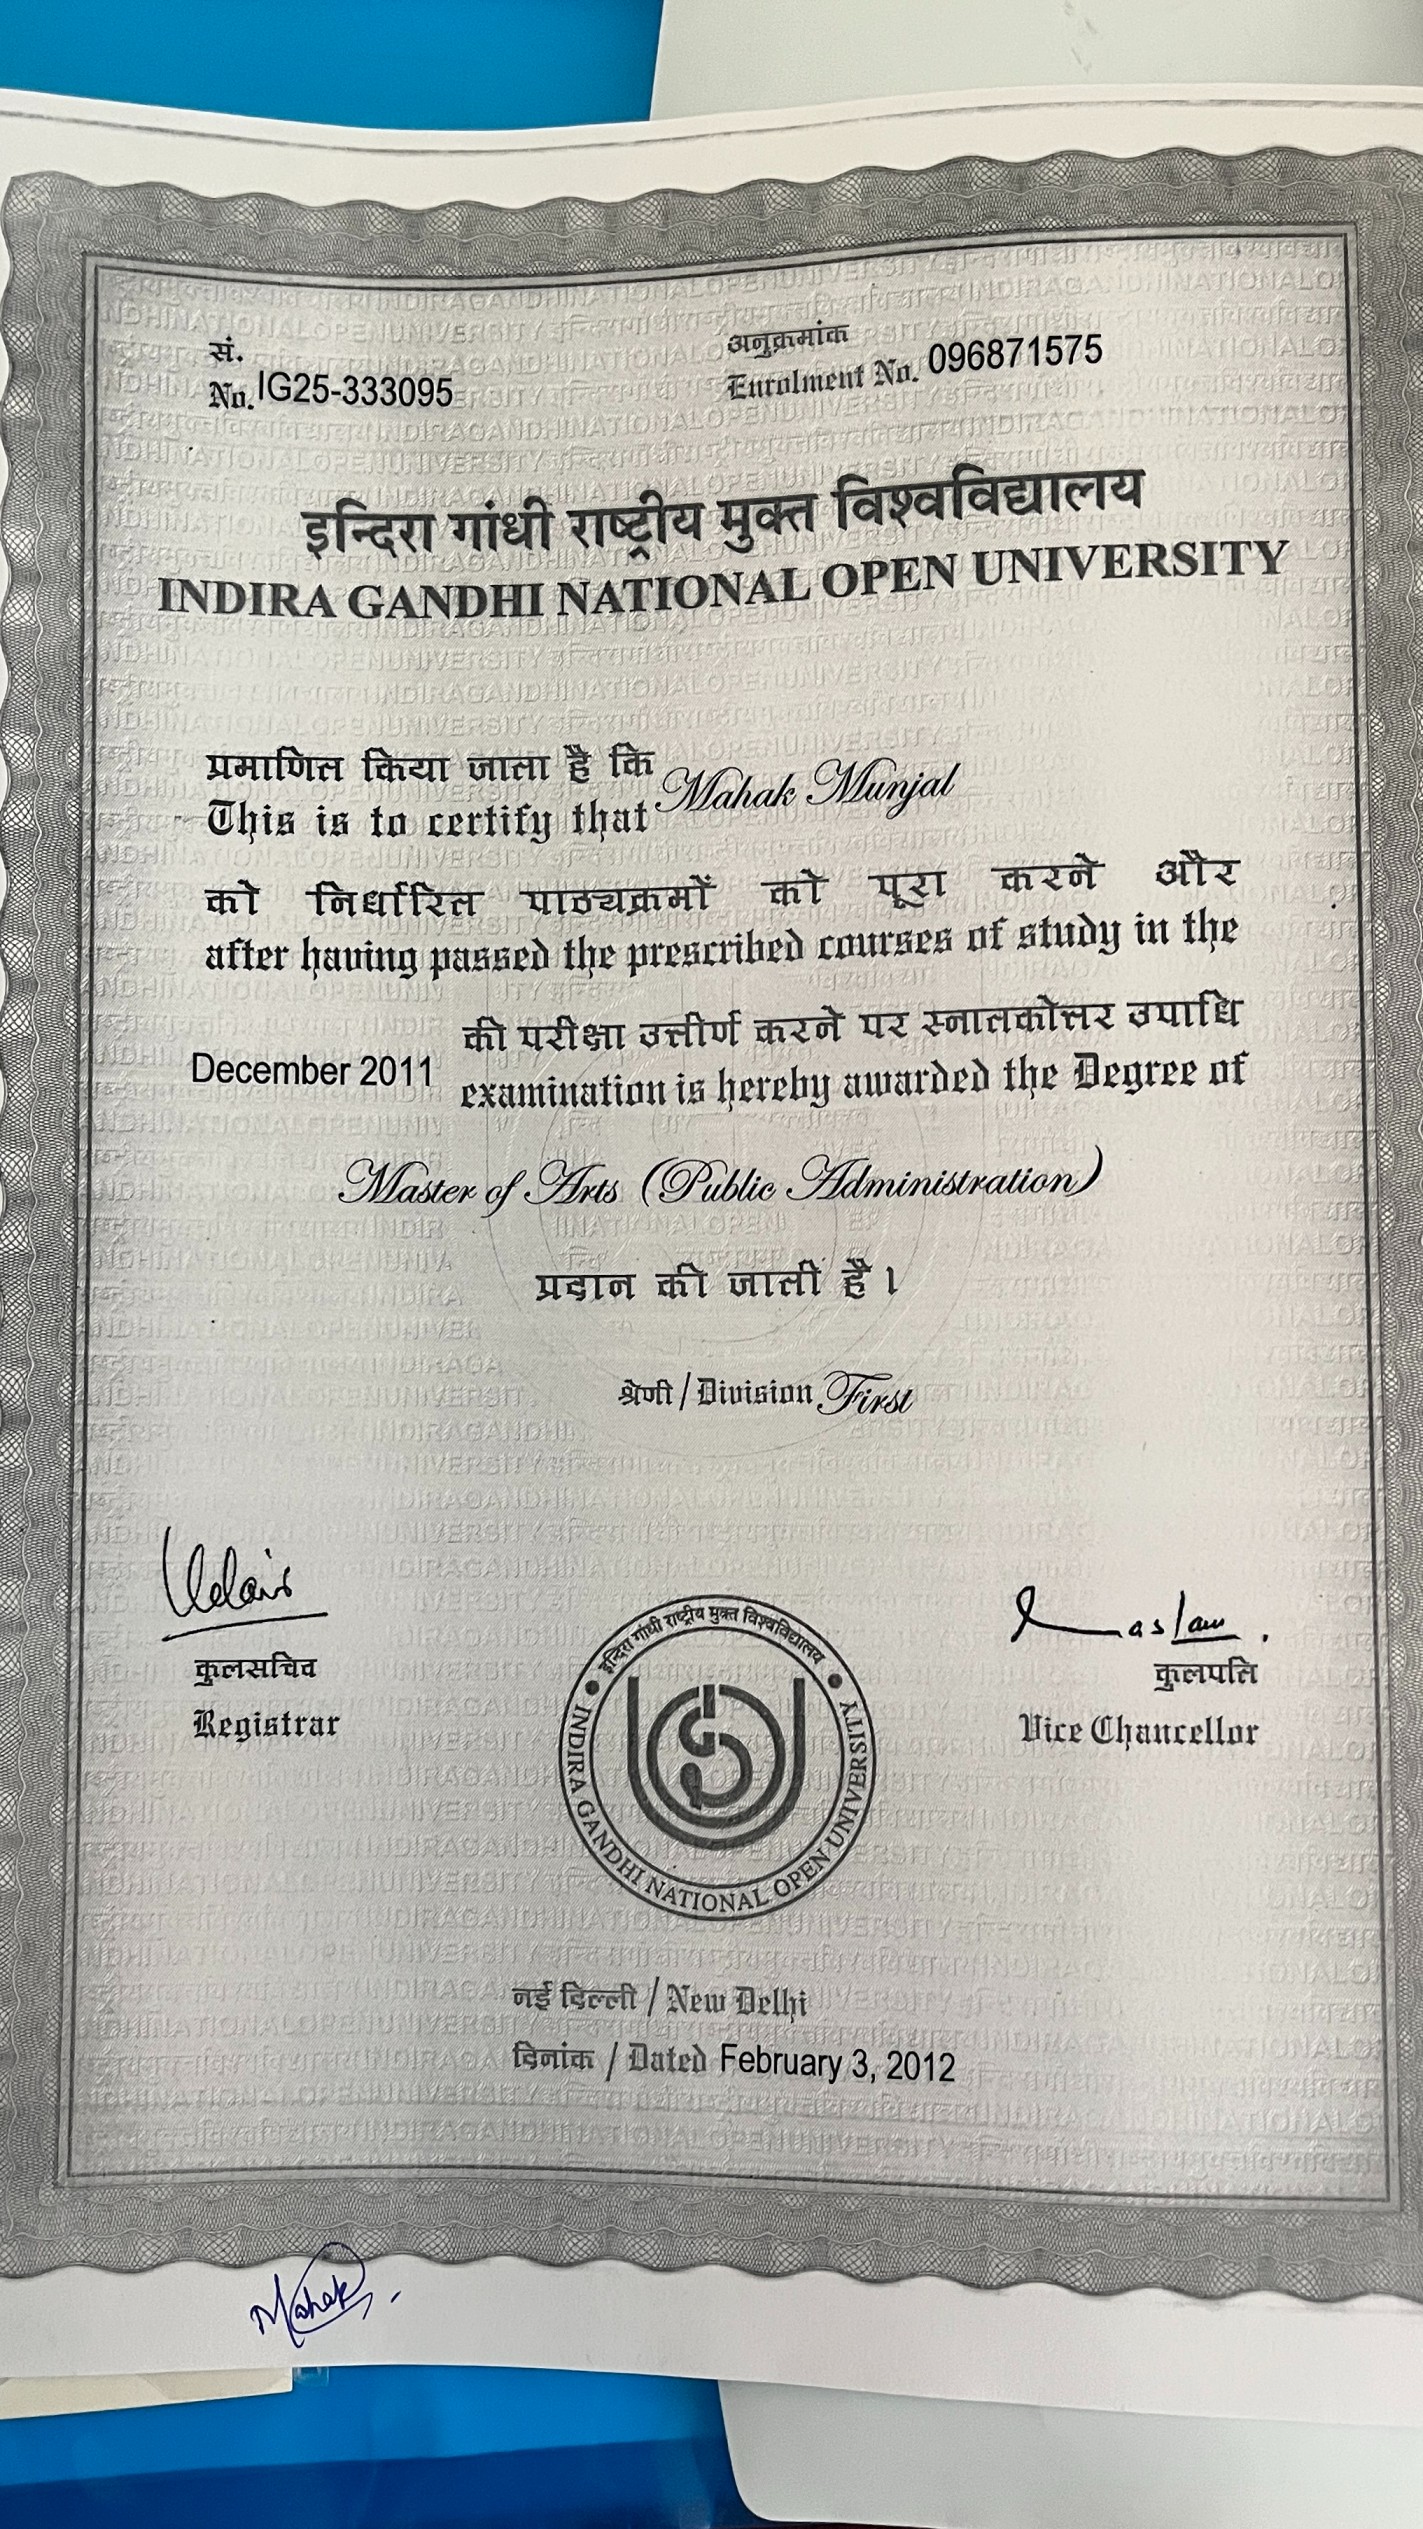 सं.
No. IG25-333095
अनुक्रमांक
Enrolment No. 096871575
इन्दिरा गांधी राष्ट्रीय मुक्त विश्वविद्यालय
INDIRA GANDHI NATIONAL OPEN UNIVERSITY
प्रमाणित किया जाता है कि
This is to certify that Mahak Munjal
को निर्धारित पाठ्यक्रमों को पूरा करने और
after having passed the prescribed courses of study in the
की परीक्षा उत्तीर्ण करने पर स्नातकोत्तर उपाधि
December 2011 examination is hereby awarded the Degree of
Master of Arts (Public Administration)
प्रदान की जाती है।
श्रेणी / Division First
कुलसचिव
Registrar
कुलपति
Vice Chancellor
इन्दिरा गांधी राष्ट्रीय मुक्त विश्वविद्यालय
INDIRA GANDHI NATIONAL OPEN UNIVERSITY
नई दिल्ली / New Delhi
दिनांक / Dated February 3, 2012
Mahak